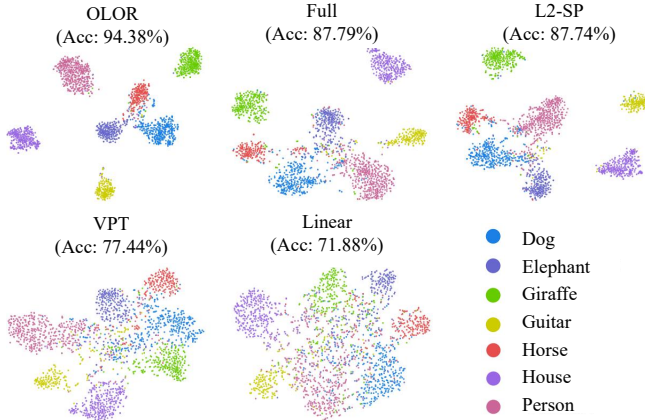 OLOR
(Acc: 94.38%)
Full
(Acc: 87.79%)
L2-SP
(Acc: 87.74%)
VPT
(Acc: 77.44%)
Linear
(Acc: 71.88%)
Dog
Elephant
Giraffe
Guitar
Horse
House
Person